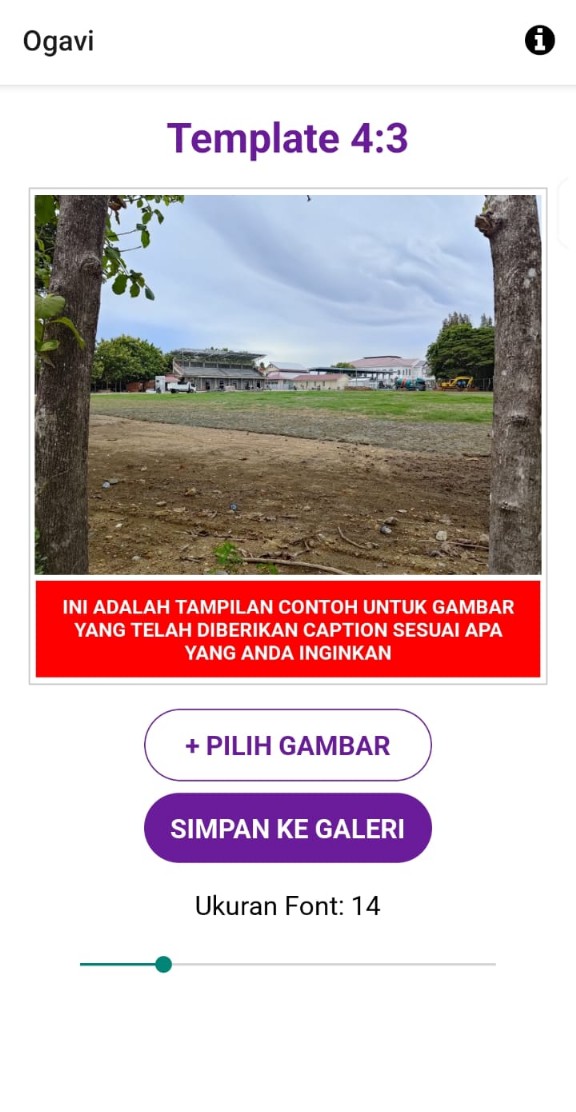 Ogavi
Template 4:3
INI ADALAH TAMPILAN CONTOH UNTUK GAMBAR
YANG TELAH DIBERIKAN CAPTION SESUAI APA
YANG ANDA INGINKAN
+ PILIH GAMBAR
SIMPAN KE GALERI
Ukuran Font: 14